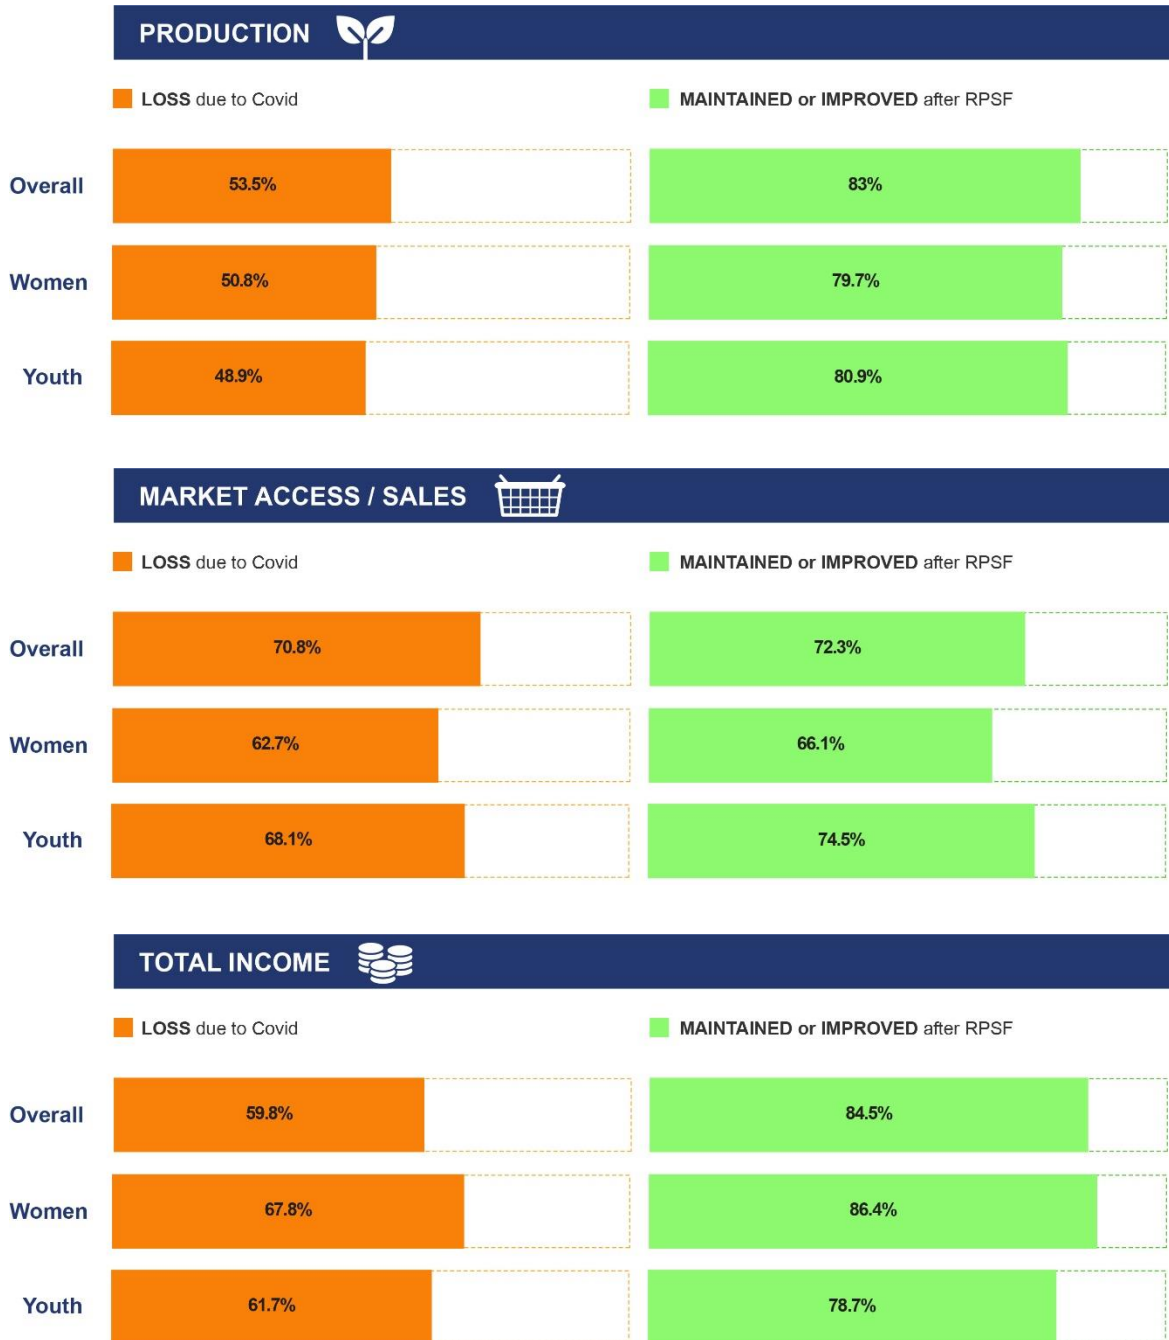 PRODUCTION
LOSS due to Covid
MAINTAINED or IMPROVED after RPSF
Overall 53.5% 83%
Women 50.8% 79.7%
Youth 48.9% 80.9%
MARKET ACCESS / SALES
LOSS due to Covid
MAINTAINED or IMPROVED after RPSF
Overall 70.8% 72.3%
Women 62.7% 66.1%
Youth 68.1% 74.5%
TOTAL INCOME
LOSS due to Covid
MAINTAINED or IMPROVED after RPSF
Overall 59.8% 84.5%
Women 67.8% 86.4%
Youth 61.7% 78.7%